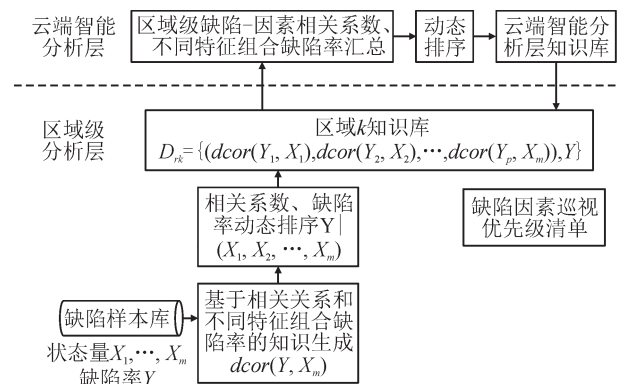 云端智能
分析层
区域级缺陷-因素相关系数、
不同特征组合缺陷率汇总
动态
排序
云端智能分
析层知识库
区域级
分析层
区域k知识库
D_{rk}={(dcor(Y_1, X_1),dcor(Y_2, X_2),…,dcor(Y_p, X_m)),Y}
相关系数、缺陷
率动态排序Y|
(X_1, X_2, …, X_m)
缺陷因素巡视
优先级清单
缺陷样本库
状态量X_1,…, X_m
缺陷率Y
基于相关关系和
不同特征组合缺
陷率的知识生成
dcor(Y, X_m)